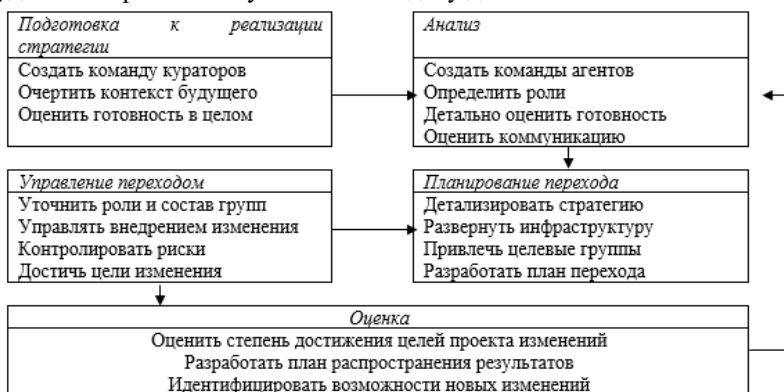 Подготовка к реализации
стратегии
Создать команду кураторов
Очертить контекст будущего
Оценить готовность в целом
Анализ
Создать команды агентов
Определить роли
Детально оценить готовность
Оценить коммуникацию
Управление переходом
Уточнить роли и состав групп
Управлять внедрением изменения
Контролировать риски
Достичь цели изменения
Планирование перехода
Детализировать стратегию
Развернуть инфраструктуру
Привлечь целевые группы
Разработать план перехода
Оценка
Оценить степень достижения целей проекта изменений
Разработать план распространения результатов
Идентифицировать возможности новых изменений